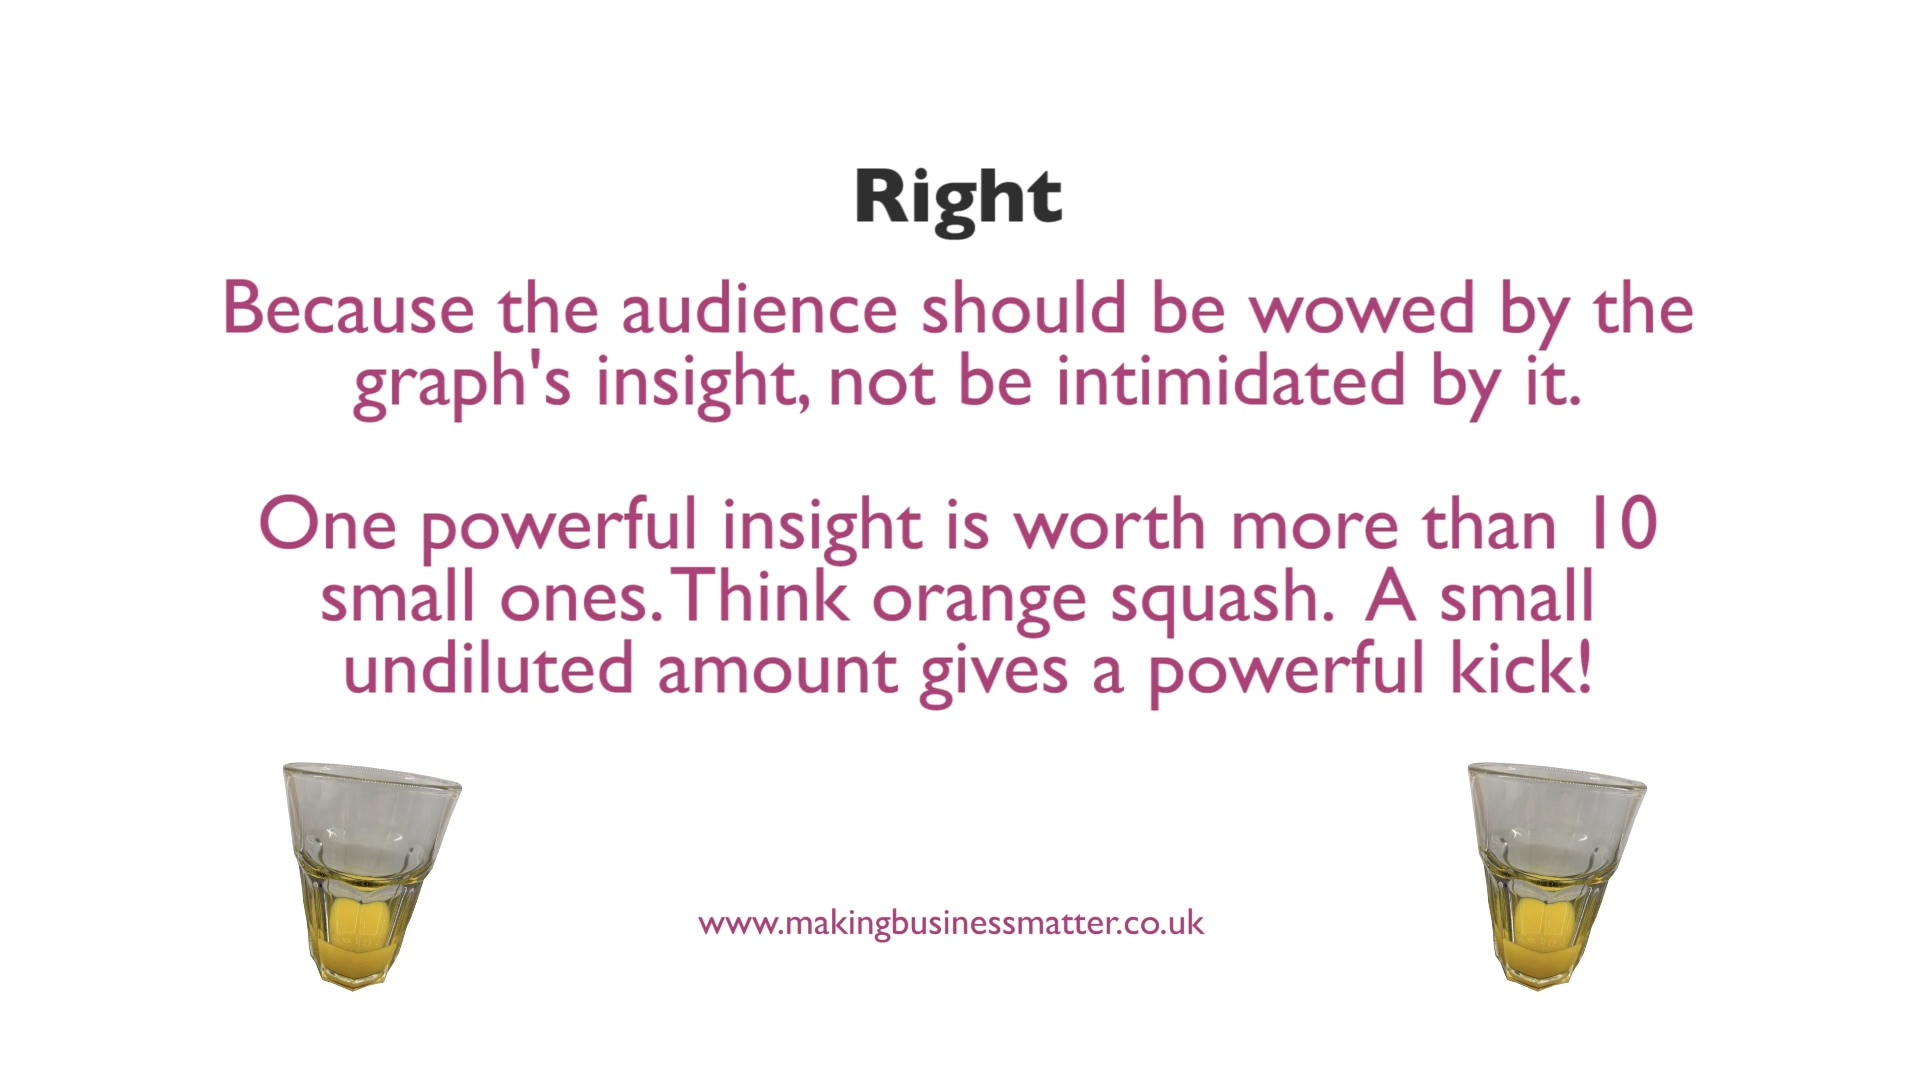 Right
Because the audience should be wowed by the
graph's insight, not be intimidated by it.
One powerful insight is worth more than 10
small ones. Think orange squash. A small
undiluted amount gives a powerful kick!
www.makingbusinessmatter.co.uk